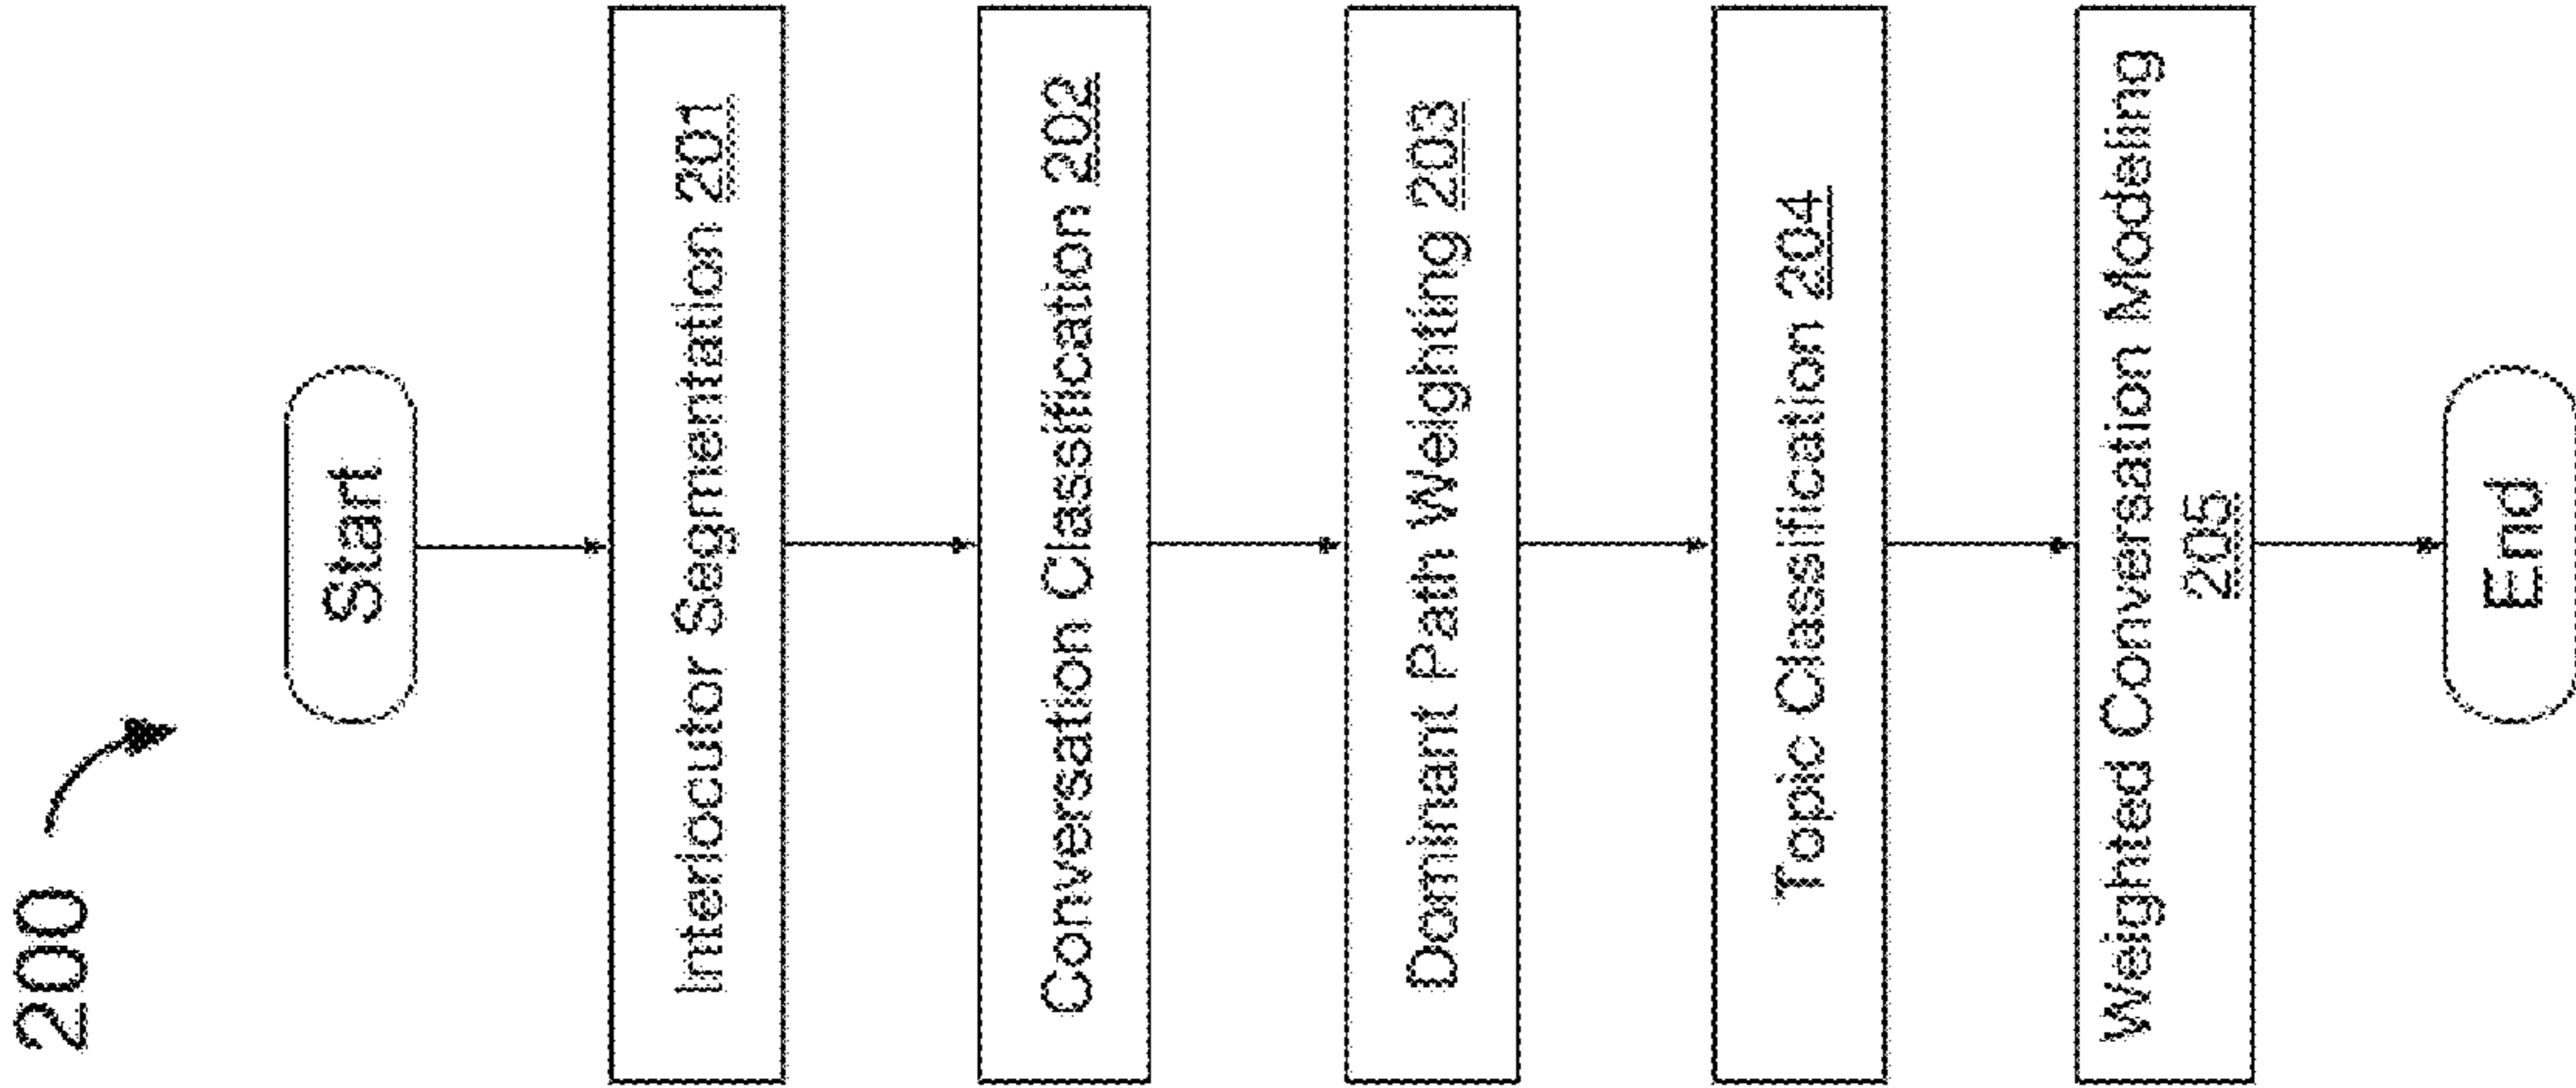 200
Start
Interlocutor Segmentation 201
Conversation Classification 202
Dominant Path Weighting 203
Topic Classification 204
Weighted Conversation Modeling
205
End